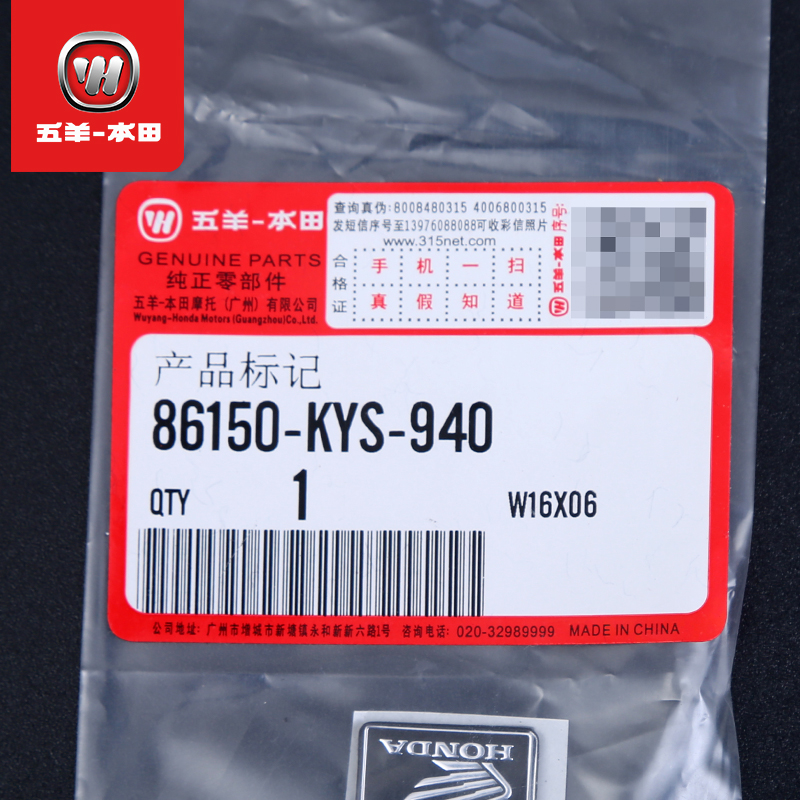 五羊-本田
五羊-本田
GENUINE PARTS
纯正零部件
五羊-本田摩托（广州）有限公司
Wuyang-Honda Motors (Guangzhou)Co.,Ltd.
查询真伪:8008480315 4006800315
发短信序号至13976088088可收彩信照片
www.315net.com
合格证
手机一扫
真假知道
五羊-本田序号:
产品标记
86150-KYS-940
QTY 1 W16X06
公司地址: 广州市增城市新塘镇永和新新六路1号 咨询电话: 020-32989999 MADE IN CHINA
HONDA